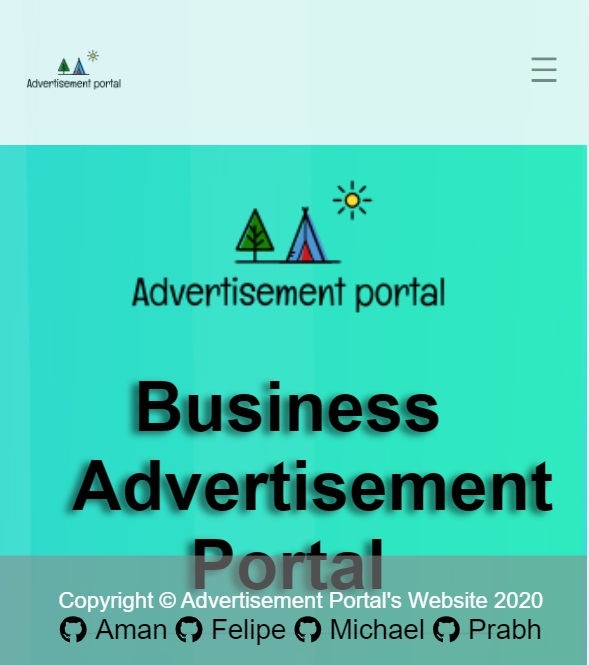 Advertisement portal
Advertisement portal
Business
Advertisement
Portal
Copyright © Advertisement Portal's Website 2020
Aman Felipe Michael Prabh